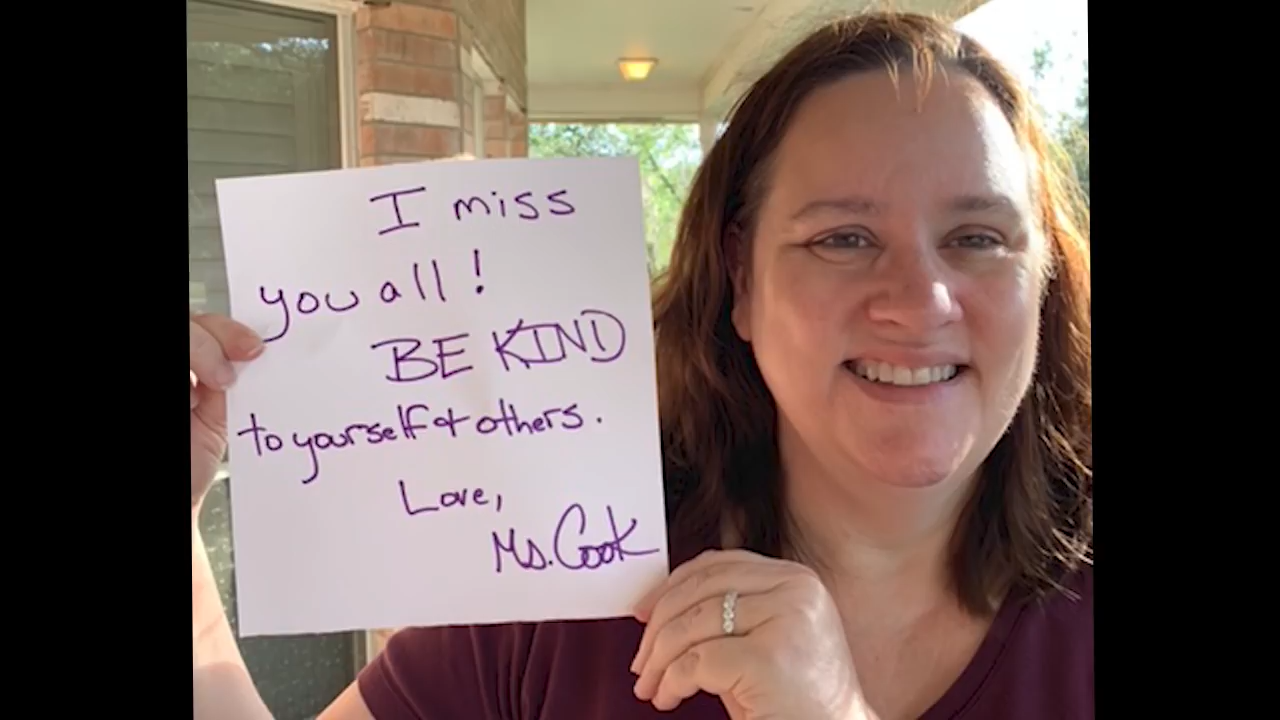 I miss
you all!
BE KIND
to yourself & others.
Love,
Ms. Cook